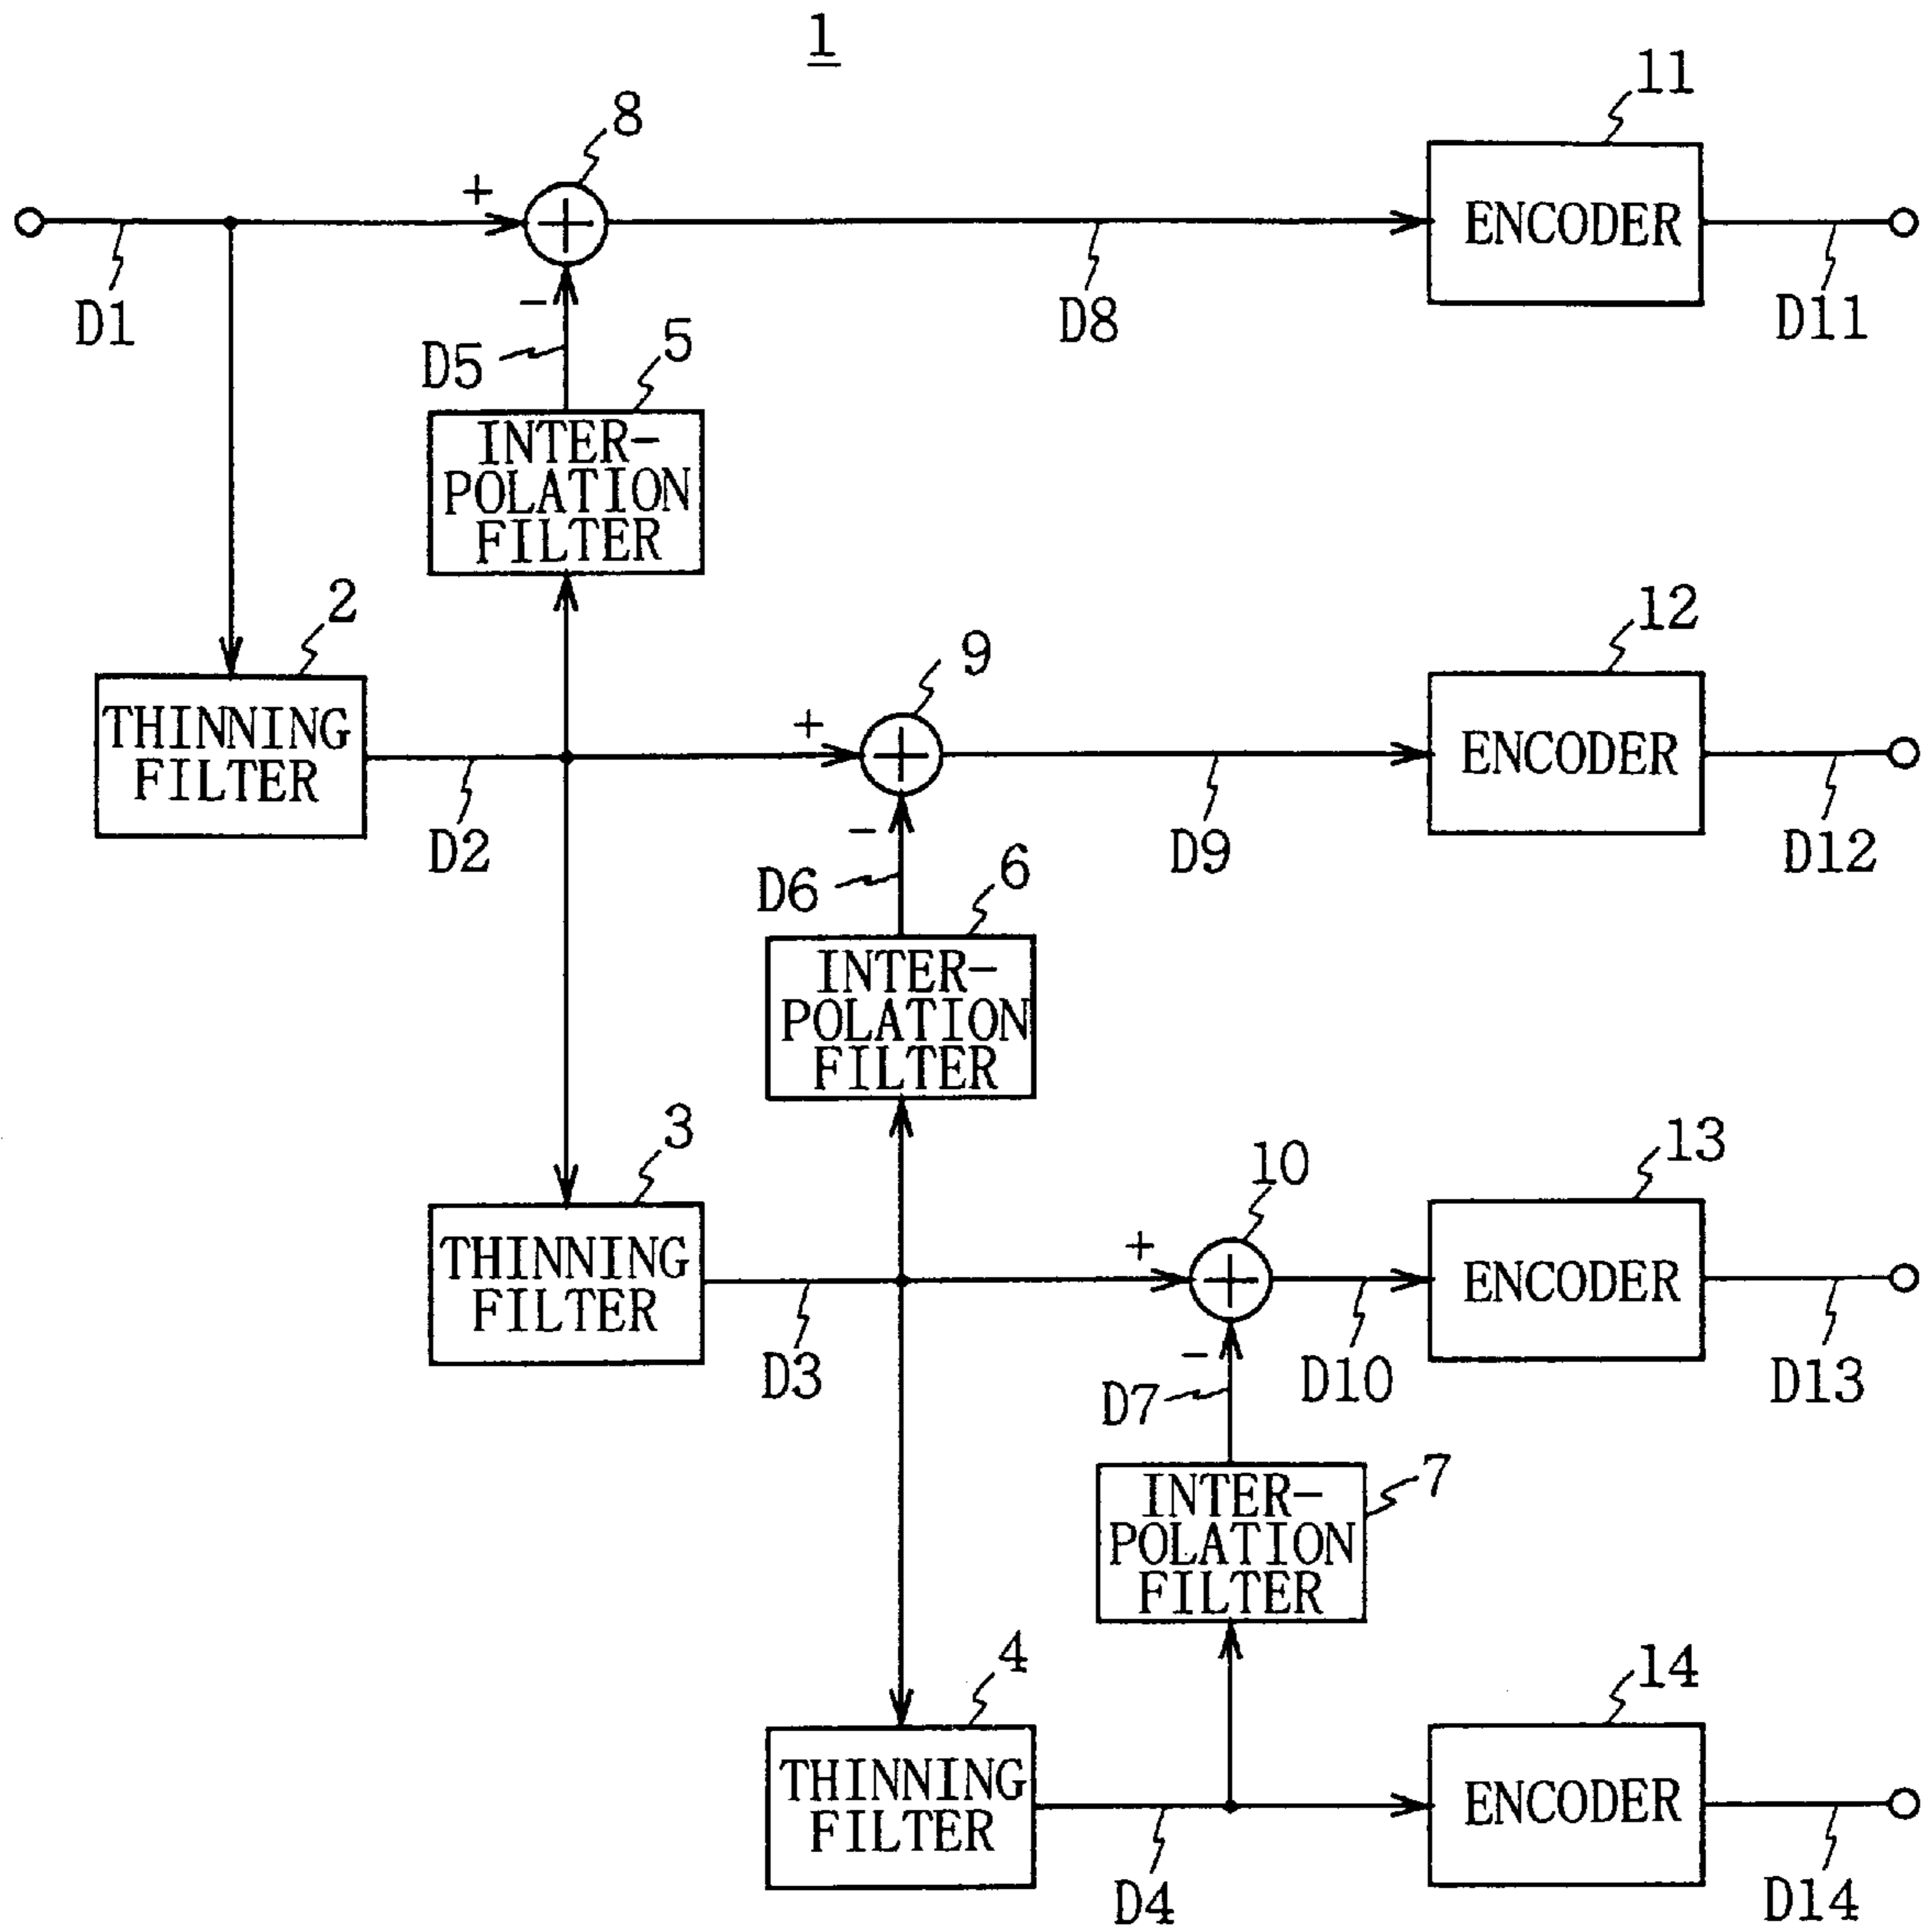 1
8
11
+
ENCODER
-
D1
D5
5
D8
D11
INTER-
POLATION
FILTER
2
9
12
THINNING
FILTER
+
ENCODER
D2
-
D6
6
D9
D12
INTER-
POLATION
FILTER
3
10
13
THINNING
FILTER
+
ENCODER
D3
-
D7
D10
D13
INTER-
POLATION
FILTER
7
4
14
THINNING
FILTER
ENCODER
D4
D14